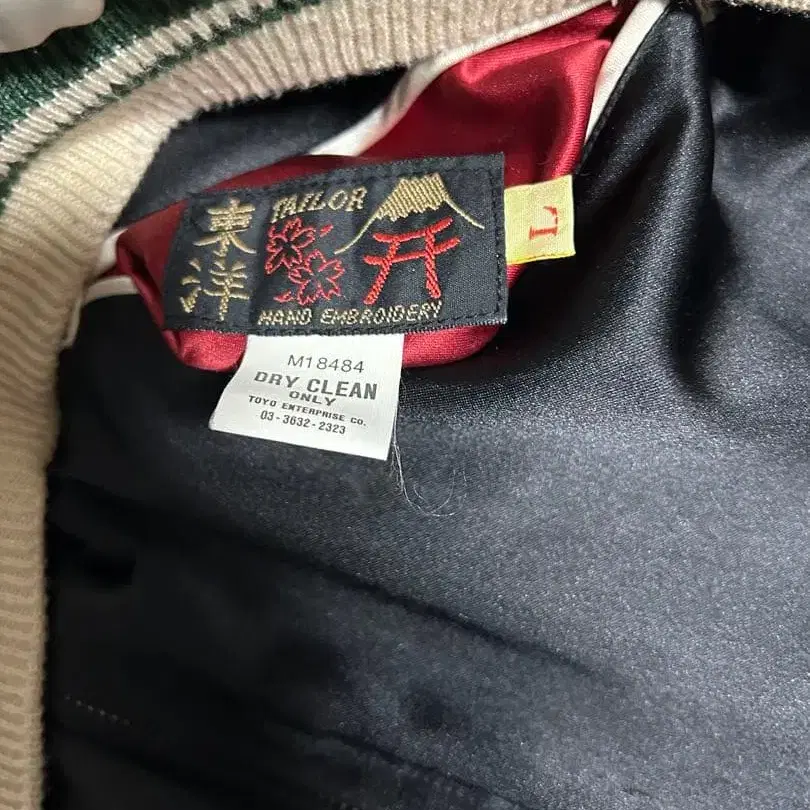 東洋
TAILOR
HAND EMBROIDERY
L
M18484
DRY CLEAN
ONLY
TOYO ENTERPRISE CO.
03-3632-2323